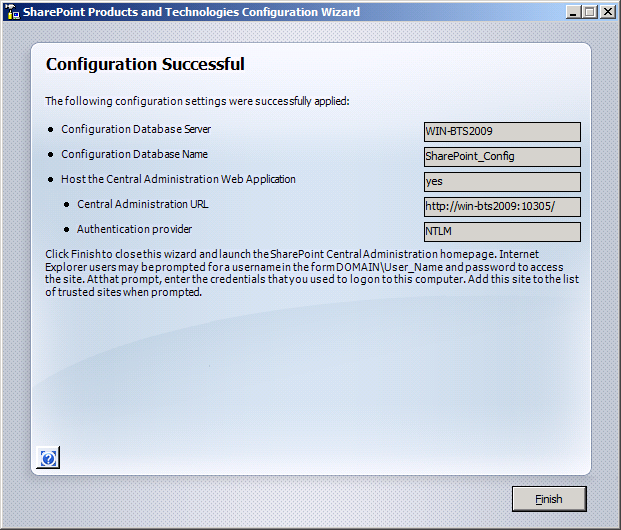 SharePoint Products and Technologies Configuration Wizard
Configuration Successful
The following configuration settings were successfully applied:
Configuration Database Server WIN-BTS2009
Configuration Database Name SharePoint_Config
Host the Central Administration Web Application yes
Central Administration URL http://win-bts2009:10305/
Authentication provider NTLM
Click Finish to close this wizard and launch the SharePoint Central Administration homepage. Internet
Explorer users may be prompted for a username in the form DOMAIN\User_Name and password to access
the site. At that prompt, enter the credentials that you used to logon to this computer. Add this site to the list
of trusted sites when prompted.
?
Finish